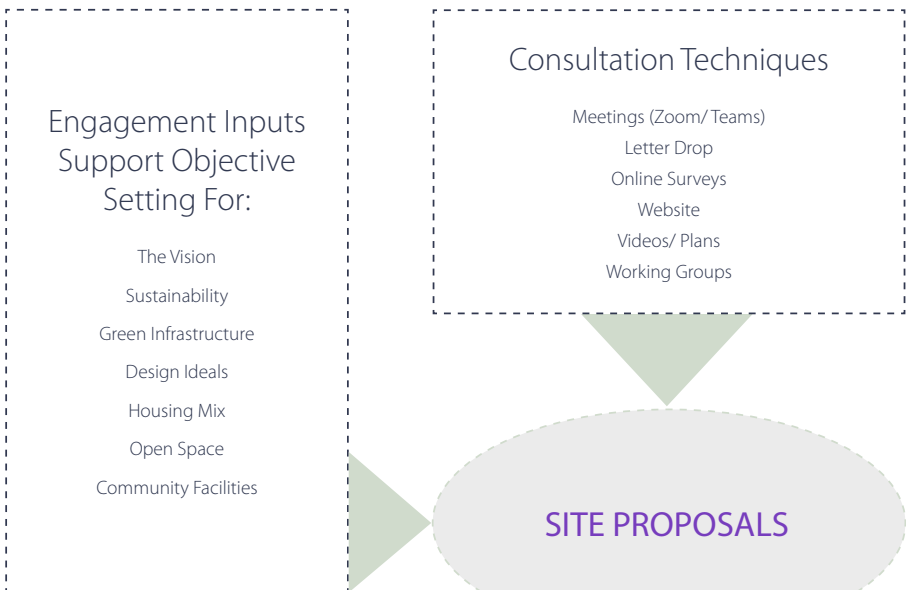 Engagement Inputs
Support Objective
Setting For:
The Vision
Sustainability
Green Infrastructure
Design Ideals
Housing Mix
Open Space
Community Facilities
Consultation Techniques
Meetings (Zoom/ Teams)
Letter Drop
Online Surveys
Website
Videos/ Plans
Working Groups
SITE PROPOSALS